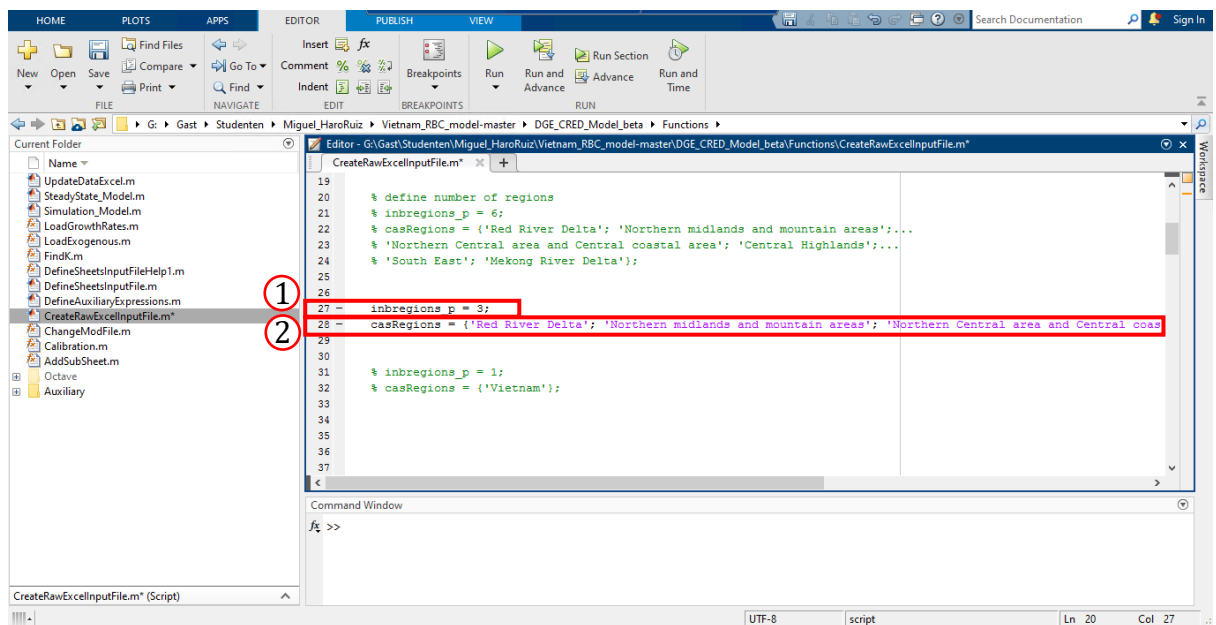 HOME PLOTS APPS EDITOR PUBLISH VIEW Search Documentation Sign In
Find Files Insert fx
New Open Save Compare Go To Comment Breakpoints Run Run and Advance Run Section Run and Time
Print Find Indent Advance
FILE NAVIGATE EDIT BREAKPOINTS RUN
G: Gast Studenten Miguel_HaroRuiz Vietnam_RBC_model-master DGE_CRED_Model_beta Functions
Current Folder
Name
UpdateDataExcel.m
SteadyState_Model.m
Simulation_Model.m
LoadGrowthRates.m
LoadExogenous.m
FindK.m
DefineSheetsInputFileHelp1.m
DefineSheetsInputFile.m
DefineAuxiliaryExpressions.m
CreateRawExcelInputFile.m*
ChangeModFile.m
Calibration.m
AddSubSheet.m
Octave
Auxiliary
CreateRawExcelInputFile.m* (Script)
Editor - G:\Gast\Studenten\Miguel_HaroRuiz\Vietnam_RBC_model-master\DGE_CRED_Model_beta\Functions\CreateRawExcelInputFile.m*
CreateRawExcelInputFile.m* +
19
20 % define number of regions
21 % inbregions_p = 6;
22 % casRegions = {'Red River Delta'; 'Northern midlands and mountain areas';...
23 % 'Northern Central area and Central coastal area'; 'Central Highlands';...
24 % 'South East'; 'Mekong River Delta'};
25
26
1
27 - inbregions_p = 3;
2
28 - casRegions = {'Red River Delta'; 'Northern midlands and mountain areas'; 'Northern Central area and Central coas
29
30
31 % inbregions_p = 1;
32 % casRegions = {'Vietnam'};
33
34
35
36
37
Workspace
Command Window
fx >>
UTF-8 script Ln 20 Col 27